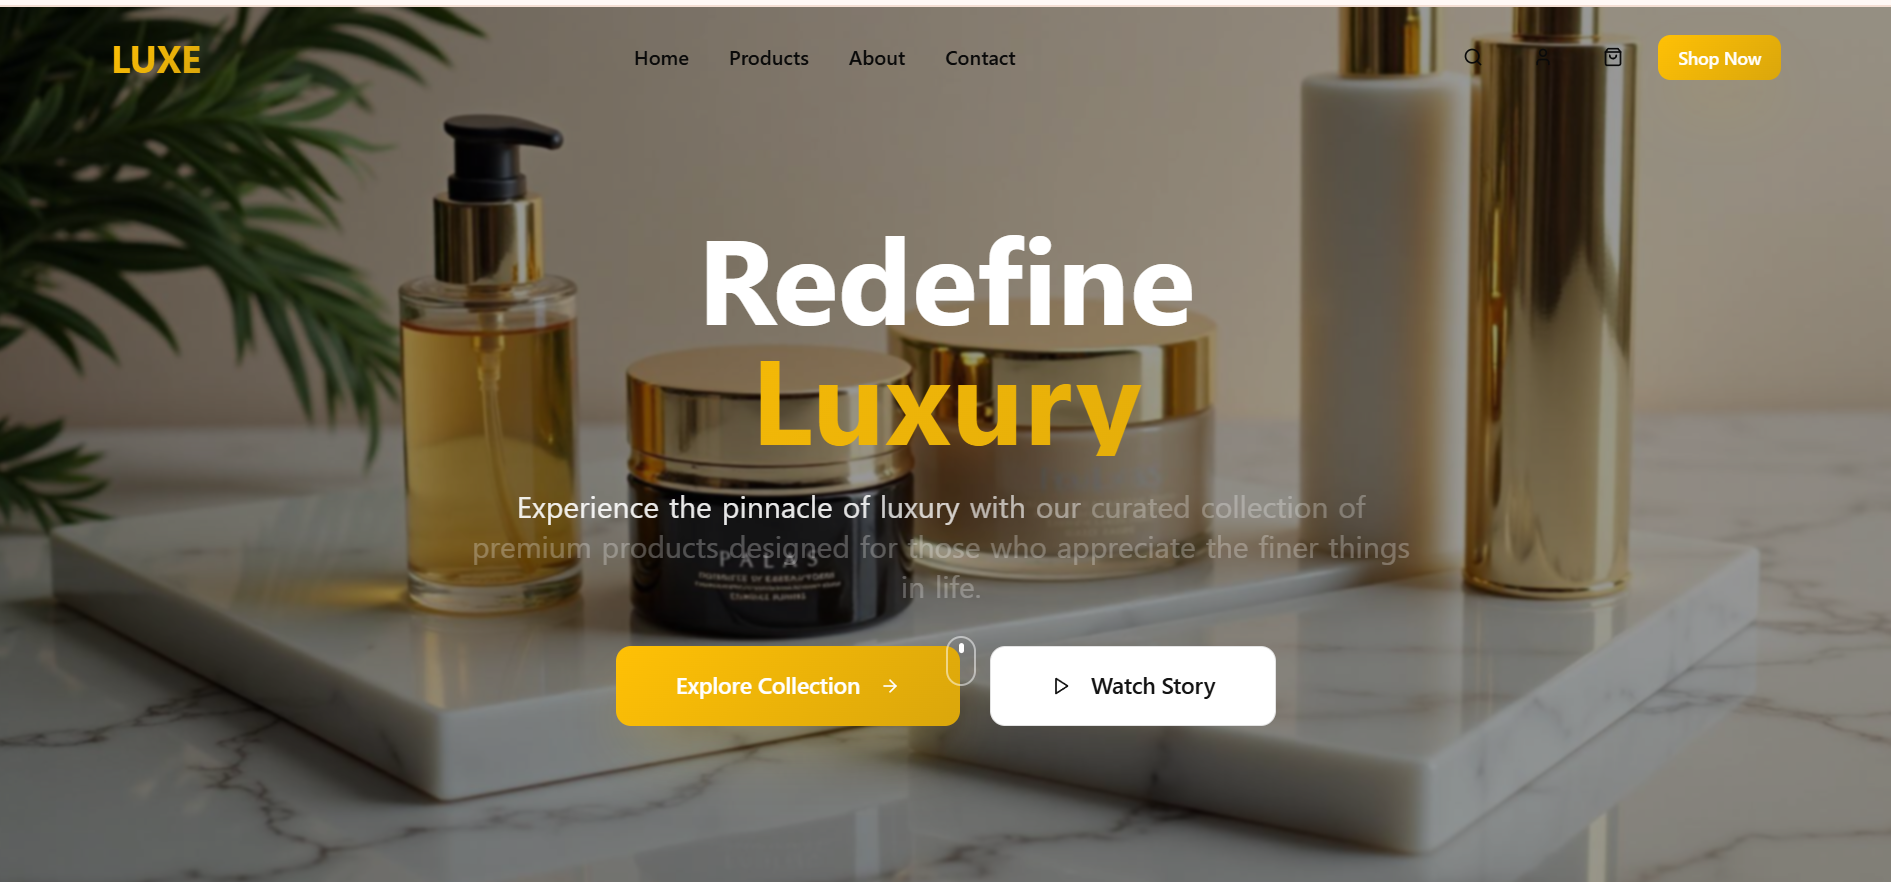 LUXE
Home Products About Contact
Shop Now
Redefine
Luxury
Experience the pinnacle of luxury with our curated collection of
premium products designed for those who appreciate the finer things
in life.
PALAS
Explore Collection
Watch Story